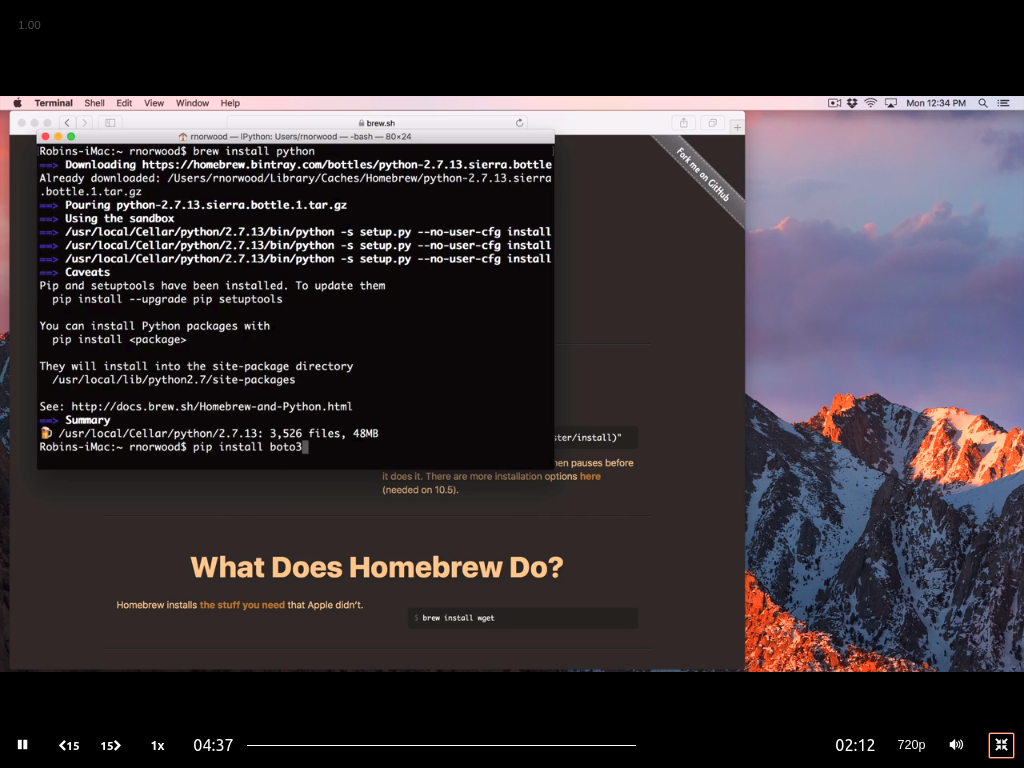 1.00
Terminal Shell Edit View Window Help
Mon 12:34 PM
brew.sh
rnorwood — IPython: Users/rnorwood — -bash — 80×24
Robins-iMac:~ rnorwood$ brew install python
==> Downloading https://homebrew.bintray.com/bottles/python-2.7.13.sierra.bottle
Already downloaded: /Users/rnorwood/Library/Caches/Homebrew/python-2.7.13.sierra
.bottle.1.tar.gz
==> Pouring python-2.7.13.sierra.bottle.1.tar.gz
==> Using the sandbox
==> /usr/local/Cellar/python/2.7.13/bin/python -s setup.py --no-user-cfg install
==> /usr/local/Cellar/python/2.7.13/bin/python -s setup.py --no-user-cfg install
==> /usr/local/Cellar/python/2.7.13/bin/python -s setup.py --no-user-cfg install
==> Caveats
Pip and setuptools have been installed. To update them
pip install --upgrade pip setuptools
You can install Python packages with
pip install <package>
They will install into the site-package directory
/usr/local/lib/python2.7/site-packages
See: http://docs.brew.sh/Homebrew-and-Python.html
==> Summary
🍺 /usr/local/Cellar/python/2.7.13: 3,526 files, 48MB
Robins-iMac:~ rnorwood$ pip install boto3
Fork me on GitHub
ster/install)"
hen pauses before
it does it. There are more installation options here
(needed on 10.5).
What Does Homebrew Do?
Homebrew installs the stuff you need that Apple didn't.
$ brew install wget
15 15 1x 04:37 02:12 720p